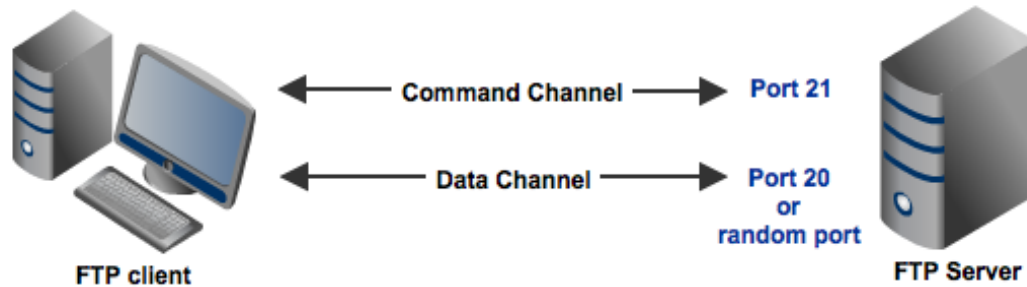 Command Channel
Port 21
Data Channel
Port 20
or
random port
FTP client
FTP Server